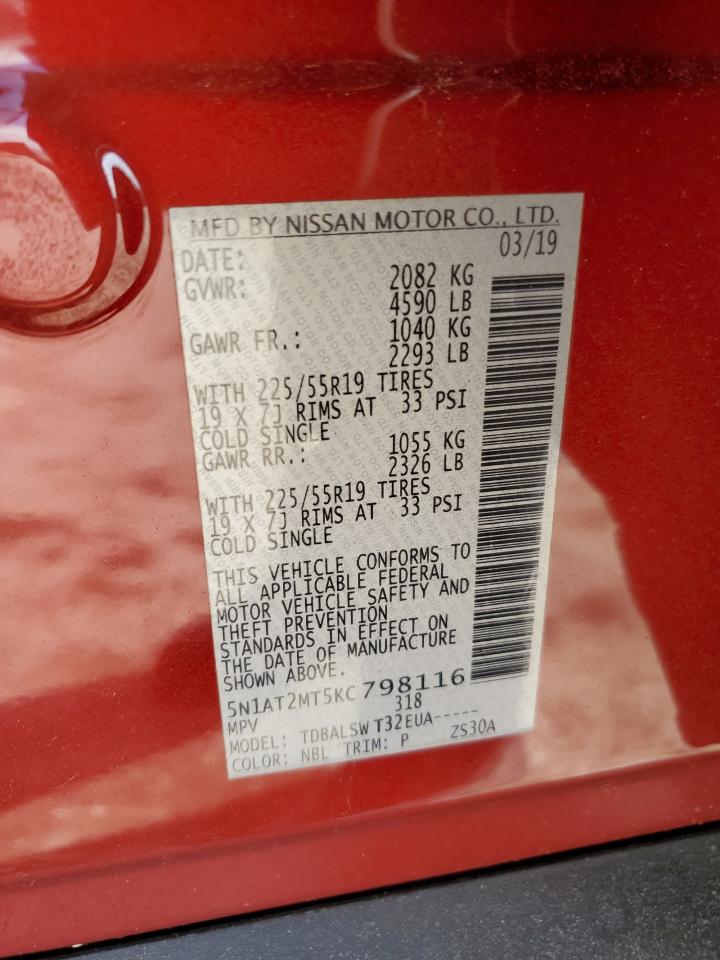 MFD BY NISSAN MOTOR CO., LTD.
DATE: 03/19
GVWR: 2082 KG
4590 LB
GAWR FR.: 1040 KG
2293 LB
WITH 225/55R19 TIRES
19 X 7J RIMS AT 33 PSI
COLD SINGLE
GAWR RR.: 1055 KG
2326 LB
WITH 225/55R19 TIRES
19 X 7J RIMS AT 33 PSI
COLD SINGLE
THIS VEHICLE CONFORMS TO
ALL APPLICABLE FEDERAL
MOTOR VEHICLE SAFETY AND
THEFT PREVENTION
STANDARDS IN EFFECT ON
THE DATE OF MANUFACTURE
SHOWN ABOVE.
5N1AT2MT5KC798116
MPV 318
MODEL: TDBALSWT32EUA-----
COLOR: NBL TRIM: P ZS30A